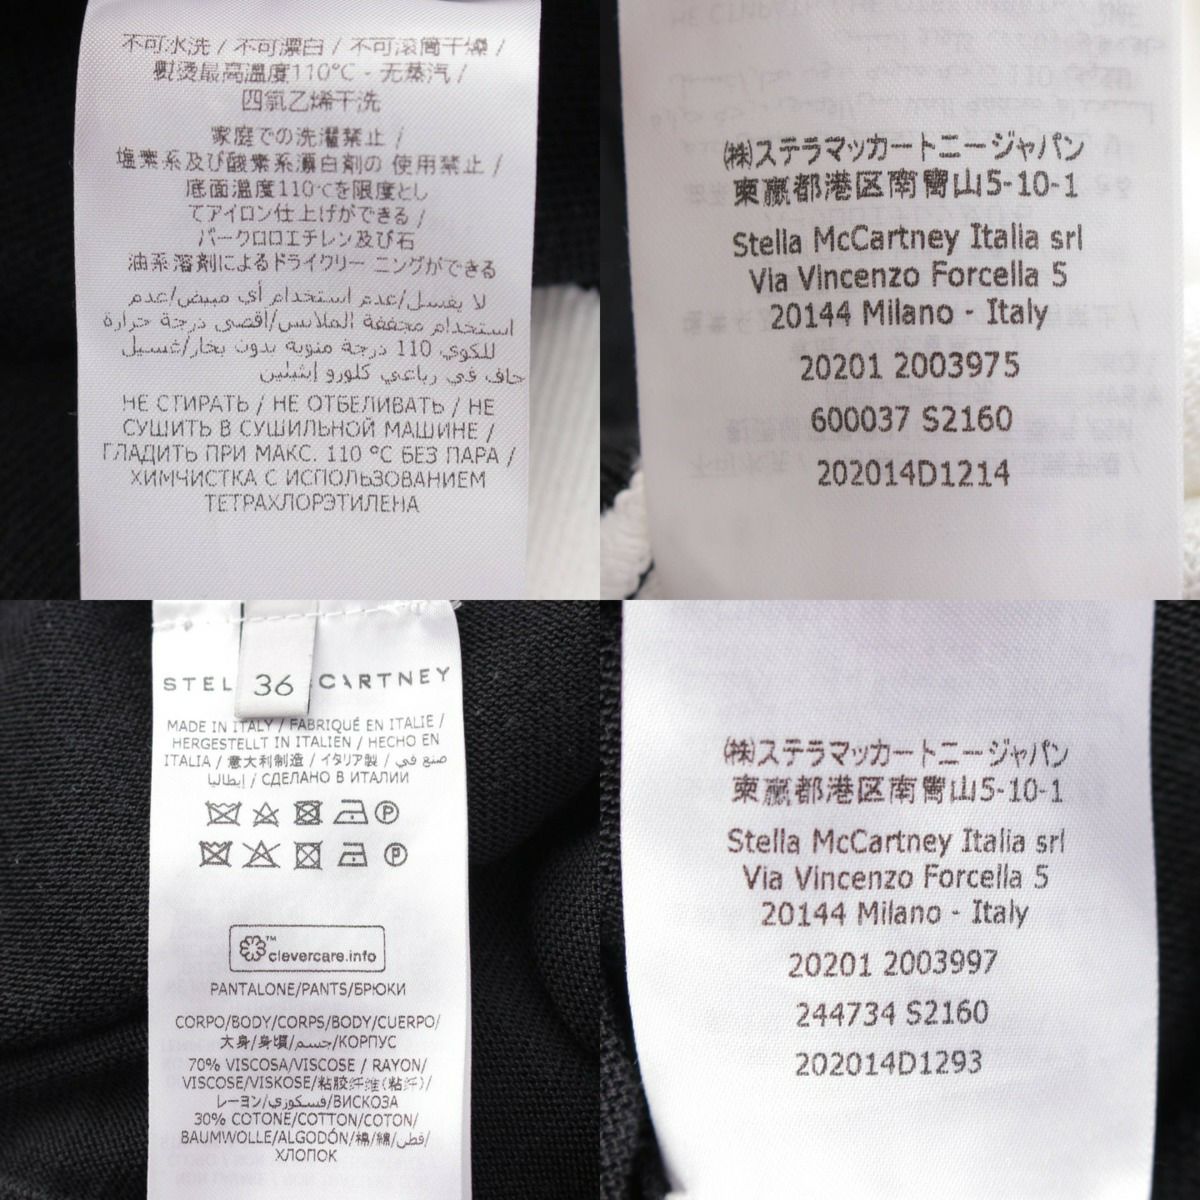 不可水洗 / 不可漂白 / 不可滚筒干燥 /
熨烫最高温度110°C - 无蒸汽 /
四氯乙烯干洗
家庭での洗濯禁止 /
塩素系及び酸素系漂白剤の 使用禁止 /
底面温度110℃を限度とし
てアイロン仕上げができる /
パークロロエチレン及び石
油系溶剤によるドライクリー ニングができる
لا يغسل/عدم استخدام أي مبيض/عدم
استخدام مجففة الملابس/أقصى درجة حرارة
للكوي 110 درجة مئوية بدون بخار/غسيل
جاف في رباعي كلورو إيثيلين
НЕ СТИРАТЬ / НЕ ОТБЕЛИВАТЬ / НЕ
СУШИТЬ В СУШИЛЬНОЙ МАШИНЕ /
ГЛАДИТЬ ПРИ МАКС. 110 °C БЕЗ ПАРА /
ХИМЧИСТКА С ИСПОЛЬЗОВАНИЕМ
ТЕТРАХЛОРЭТИЛЕНА
㈱ステラマッカートニージャパン
東京都港区南青山5-10-1
Stella McCartney Italia srl
Via Vincenzo Forcella 5
20144 Milano - Italy
20201 2003975
600037 S2160
202014D1214
STEL CARTNEY
36
MADE IN ITALY / FABRIQUÉ EN ITALIE /
HERGESTELLT IN ITALIEN / HECHO EN
ITALIA / 意大利制造 / イタリア製 / صنع في
إيطاليا / СДЕЛАНО В ИТАЛИИ
P
P
™ clevercare.info
PANTALONE/PANTS/БРЮКИ
CORPO/BODY/CORPS/BODY/CUERPO/
大身/身頃/جسم/КОРПУС
70% VISCOSA/VISCOSE / RAYON/
VISCOSE/VISKOSE/粘胶纤维(粘纤)/
レーヨン/فسكوزي/ВИСКОЗА
30% COTONE/COTTON/COTON/
BAUMWOLLE/ALGODÓN/棉/綿/قطن/
ХЛОПОК
㈱ステラマッカートニージャパン
東京都港区南青山5-10-1
Stella McCartney Italia srl
Via Vincenzo Forcella 5
20144 Milano - Italy
20201 2003997
244734 S2160
202014D1293